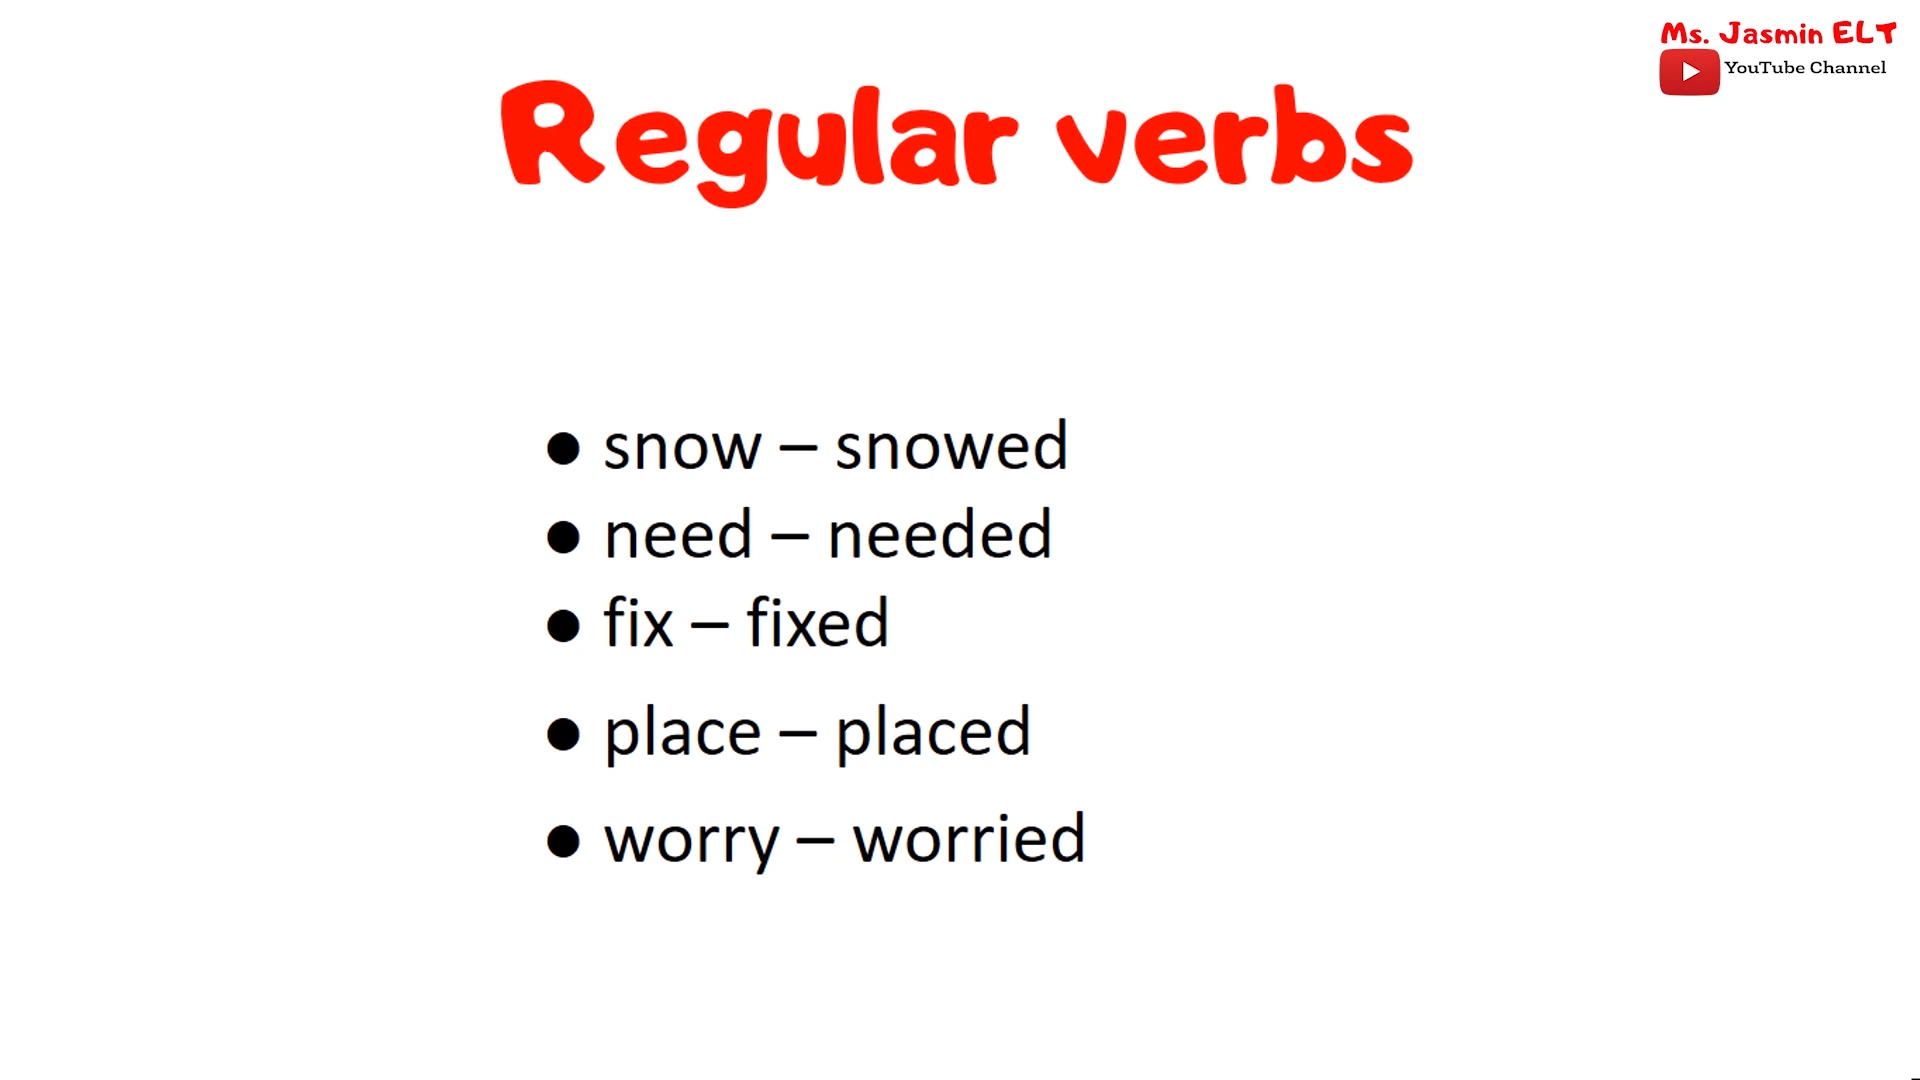 Ms. Jasmin ELT
YouTube Channel
Regular verbs
● snow – snowed
● need – needed
● fix – fixed
● place – placed
● worry – worried